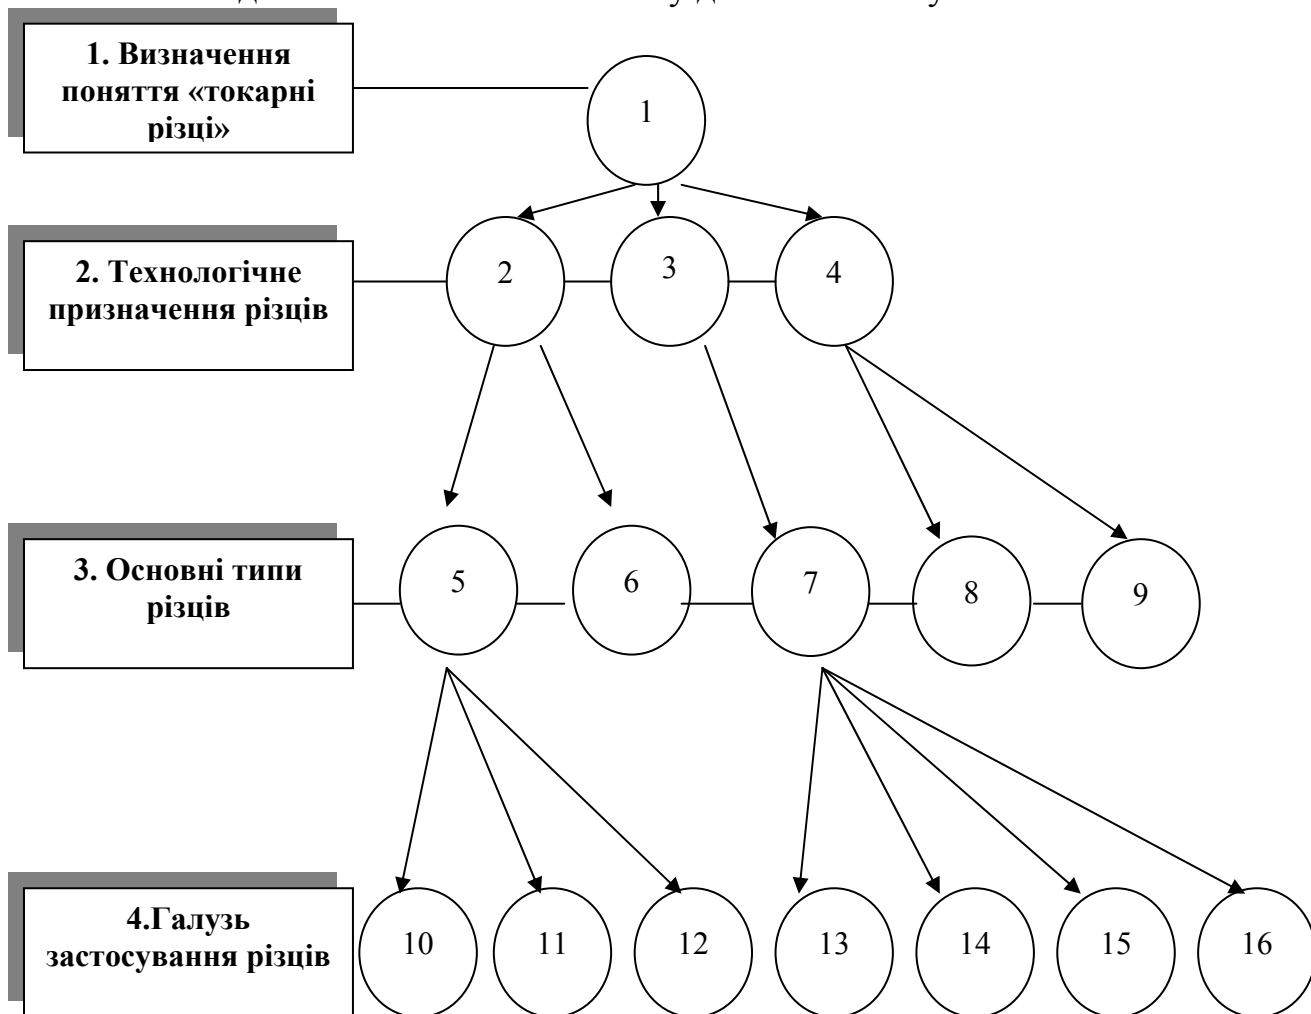 1. Визначення
поняття «токарні
різці»
1
2. Технологічне
призначення різців
2
3
4
3. Основні типи
різців
5
6
7
8
9
4.Галузь
застосування різців
10
11
12
13
14
15
16